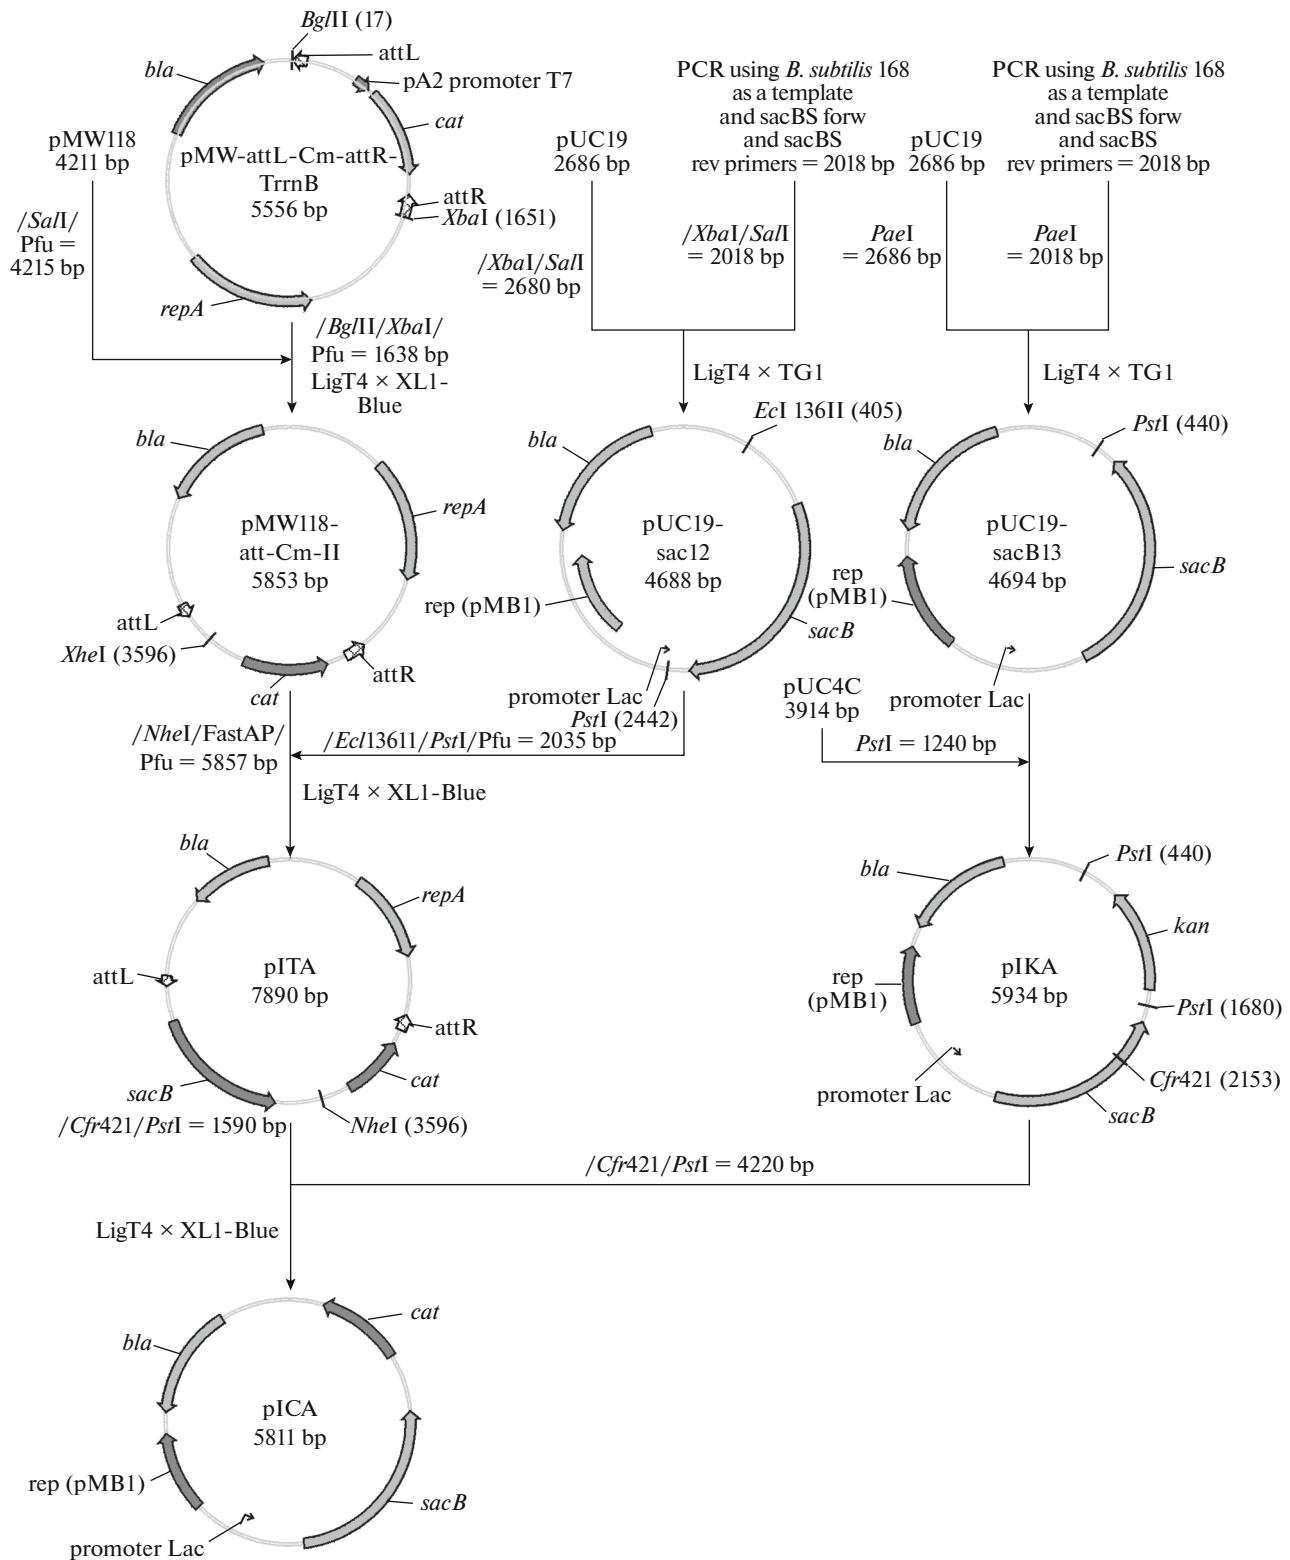 BglII (17)
attL
bla
pA2 promoter T7
cat
pMW118
4211 bp
pMW-attL-Cm-attR-
TrrnB
5556 bp
attR
XbaI (1651)
/SalI/
Pfu =
4215 bp
repA
/BglII/XbaI/
Pfu = 1638 bp
LigT4 × XL1-
Blue
pUC19
2686 bp
PCR using B. subtilis 168
as a template
and sacBS forw
and sacBS
rev primers = 2018 bp
/XbaI/SalI
= 2680 bp
/XbaI/SalI
= 2018 bp
LigT4 × TG1
pUC19
2686 bp
PCR using B. subtilis 168
as a template
and sacBS forw
and sacBS
rev primers = 2018 bp
PaeI
= 2686 bp
PaeI
= 2018 bp
LigT4 × TG1
bla
repA
pMW118-
att-Cm-II
5853 bp
attL
XheI (3596)
cat
attR
EcI 136II (405)
bla
pUC19-
sac12
4688 bp
rep (pMB1)
sacB
promoter Lac
PstI (2442)
PstI (440)
bla
pUC19-
sacB13
4694 bp
rep
(pMB1)
sacB
promoter Lac
pUC4C
3914 bp
PstI = 1240 bp
/NheI/FastAP/
Pfu = 5857 bp
/Ecl13611/PstI/Pfu = 2035 bp
LigT4 × XL1-Blue
bla
repA
attL
pITA
7890 bp
attR
cat
sacB
NheI (3596)
/Cfr421/PstI = 1590 bp
PstI (440)
bla
kan
rep
(pMB1)
pIKA
5934 bp
PstI (1680)
Cfr421 (2153)
promoter Lac
sacB
/Cfr421/PstI = 4220 bp
LigT4 × XL1-Blue
cat
bla
pICA
5811 bp
rep (pMB1)
sacB
promoter Lac